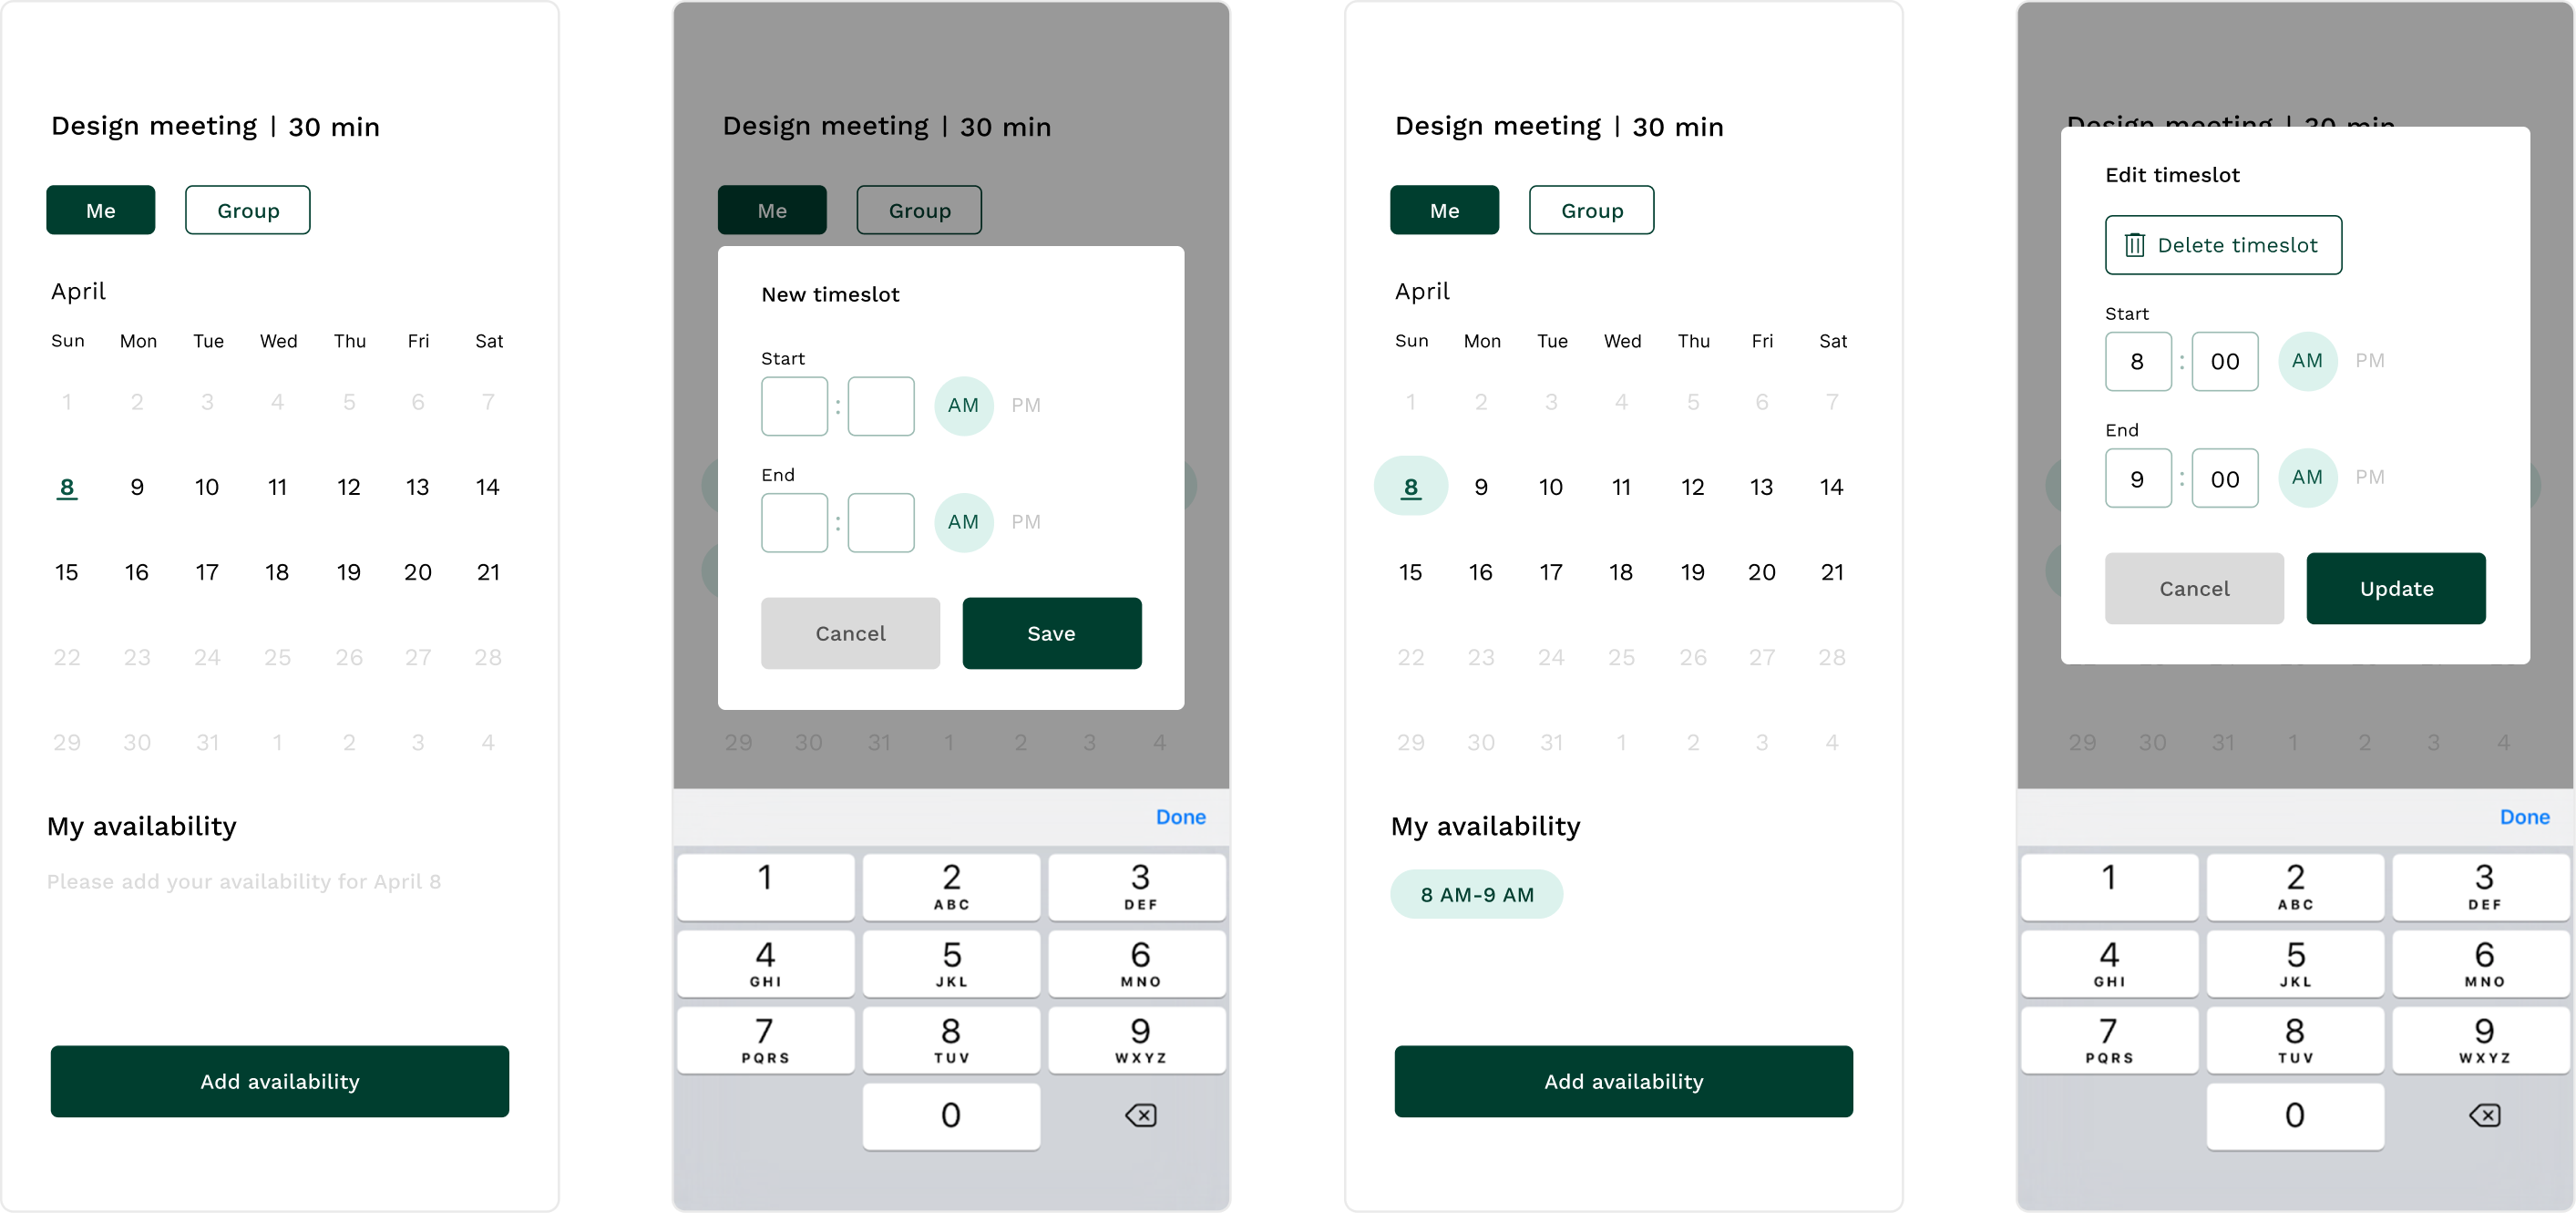 Design meeting | 30 min
Me Group
April
Sun Mon Tue Wed Thu Fri Sat
1 2 3 4 5 6 7
8 9 10 11 12 13 14
15 16 17 18 19 20 21
22 23 24 25 26 27 28
29 30 31 1 2 3 4
My availability
Please add your availability for April 8
Add availability
Design meeting | 30 min
Me Group
New timeslot
Start
: AM PM
End
: AM PM
Cancel Save
29 30 31 1 2 3 4
Done
1 2 3
ABC DEF
4 5 6
GHI JKL MNO
7 8 9
PQRS TUV WXYZ
0
Design meeting | 30 min
Me Group
April
Sun Mon Tue Wed Thu Fri Sat
1 2 3 4 5 6 7
8 9 10 11 12 13 14
15 16 17 18 19 20 21
22 23 24 25 26 27 28
29 30 31 1 2 3 4
My availability
8 AM-9 AM
Add availability
Design meeting | 30 min
Edit timeslot
Delete timeslot
Start
8 : 00 AM PM
End
9 : 00 AM PM
Cancel Update
29 30 31 1 2 3 4
Done
1 2 3
ABC DEF
4 5 6
GHI JKL MNO
7 8 9
PQRS TUV WXYZ
0